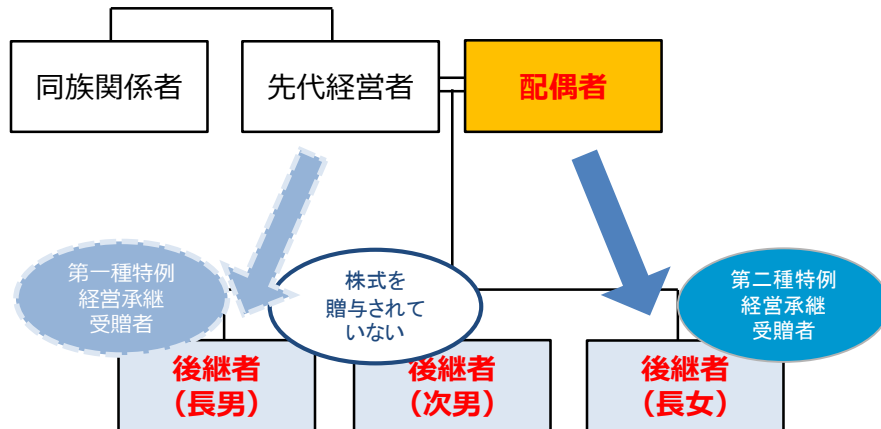 同族関係者
先代経営者
配偶者
第一種特例
経営承継
受贈者
株式を
贈与されて
いない
第二種特例
経営承継
受贈者
後継者
（長男）
後継者
（次男）
後継者
（長女）